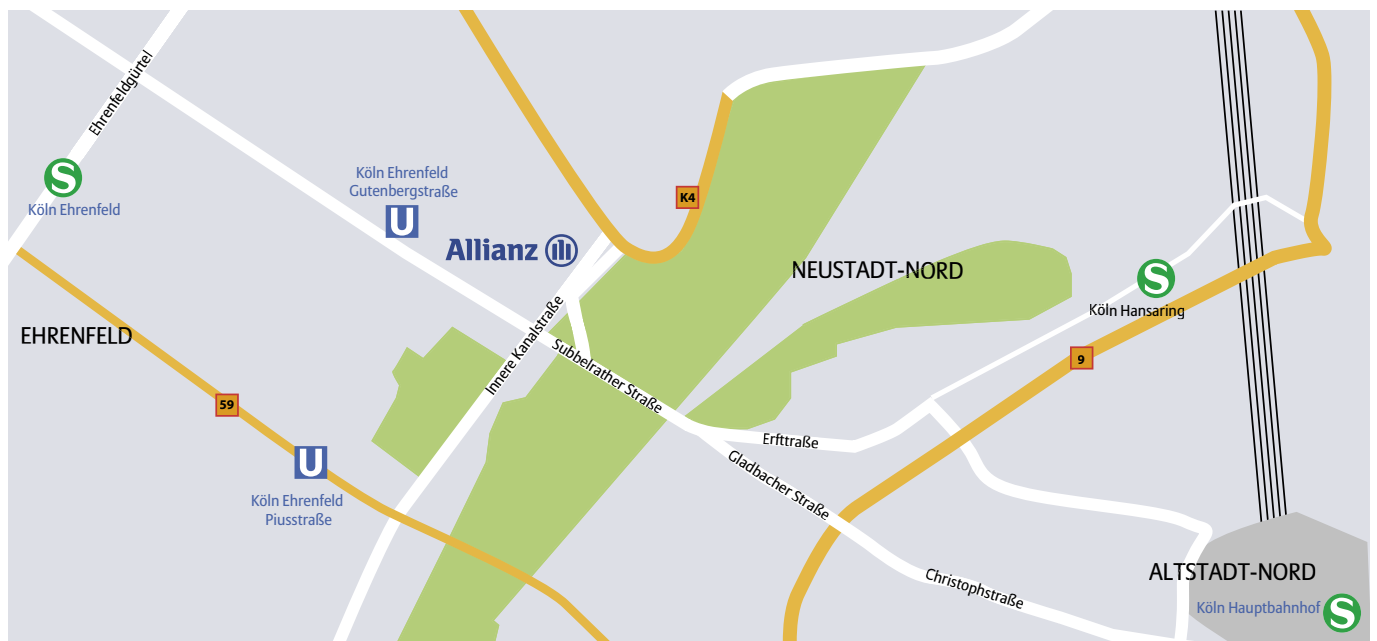 Ehrenfeldgürtel
S
Köln Ehrenfeld
Köln Ehrenfeld
Gutenbergstraße
U
K4
Allianz
NEUSTADT-NORD
S
Köln Hansaring
EHRENFELD
Innere Kanalstraße
Subbelrather Straße
9
59
Erfttraße
U
Köln Ehrenfeld
Piusstraße
Gladbacher Straße
Christophstraße
ALTSTADT-NORD
Köln Hauptbahnhof
S